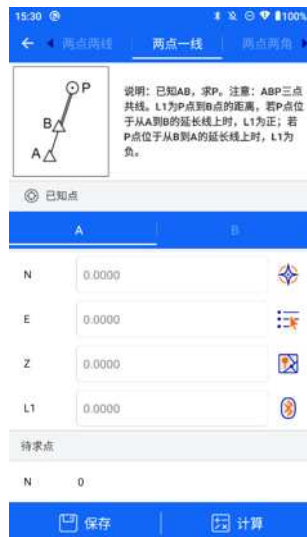 15:30 100%
两点两线 两点一线 两点两角
P
B
A
说明：已知AB，求P。注意：ABP三点
共线。L1为P点到B点的距离，若P点位
于从A到B的延长线上时，L1为正；若
P点位于从B到A的延长线上时，L1为
负。
已知点
A B
N 0.0000
E 0.0000
Z 0.0000
L1 0.0000
待求点
N 0
保存 计算